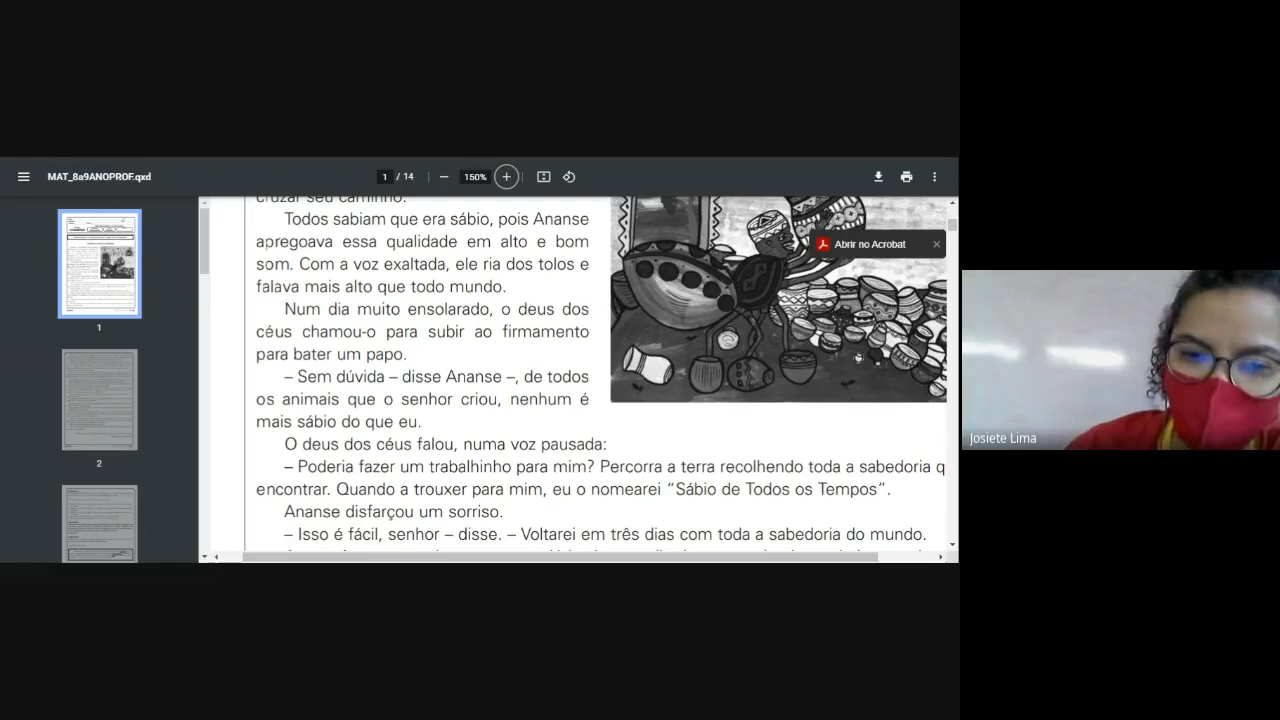 MAT_8a9ANOPROF.qxd
1 / 14
150%
1
2
cruzar seu caminho.
Todos sabiam que era sábio, pois Ananse
apregoava essa qualidade em alto e bom
som. Com a voz exaltada, ele ria dos tolos e
falava mais alto que todo mundo.
Num dia muito ensolarado, o deus dos
céus chamou-o para subir ao firmamento
para bater um papo.
– Sem dúvida – disse Ananse –, de todos
os animais que o senhor criou, nenhum é
mais sábio do que eu.
O deus dos céus falou, numa voz pausada:
– Poderia fazer um trabalhinho para mim? Percorra a terra recolhendo toda a sabedoria q
encontrar. Quando a trouxer para mim, eu o nomearei “Sábio de Todos os Tempos”.
Ananse disfarçou um sorriso.
– Isso é fácil, senhor – disse. – Voltarei em três dias com toda a sabedoria do mundo.
Abrir no Acrobat
Josiete Lima